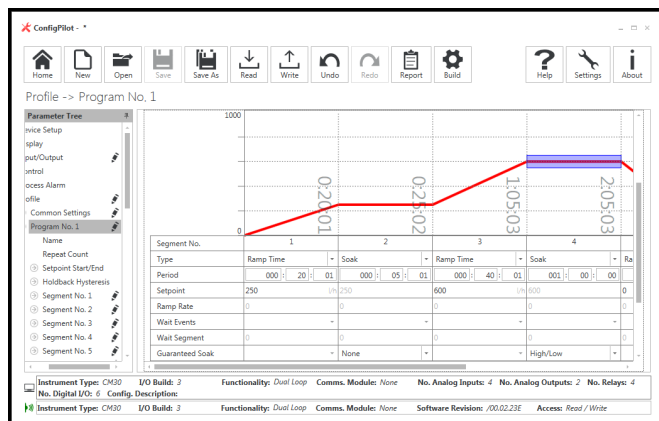 ConfigPilot - *
Home New Open Save Save As Read Write Undo Redo Report Build Help Settings About
Profile -> Program No. 1
Parameter Tree
evice Setup
splay
put/Output
ontrol
ocess Alarm
ofile
Common Settings
Program No. 1
Name
Repeat Count
Setpoint Start/End
Holdback Hysteresis
Segment No. 1
Segment No. 2
Segment No. 3
Segment No. 4
Segment No. 5
1000
0
0:20:01
0:25:02
1:05:03
2:05:03
Segment No. 1 2 3 4
Type Ramp Time Soak Ramp Time Soak Ra
Period 000 : 20 : 01 000 : 05 : 01 000 : 40 : 01 001 : 00 : 00
Setpoint 250 l/h 250 600 l/h 600 0
Ramp Rate 0 0 0 0 0
Wait Events
Wait Segment 0 0 0 0 0
Guaranteed Soak None High/Low
Instrument Type: CM30 I/O Build: 3 Functionality: Dual Loop Comms. Module: None No. Analog Inputs: 4 No. Analog Outputs: 2 No. Relays: 4
No. Digital I/O: 6 Config. Description:
Instrument Type: CM30 I/O Build: 3 Functionality: Dual Loop Comms. Module: None Software Revision: /00.02.23E Access: Read / Write